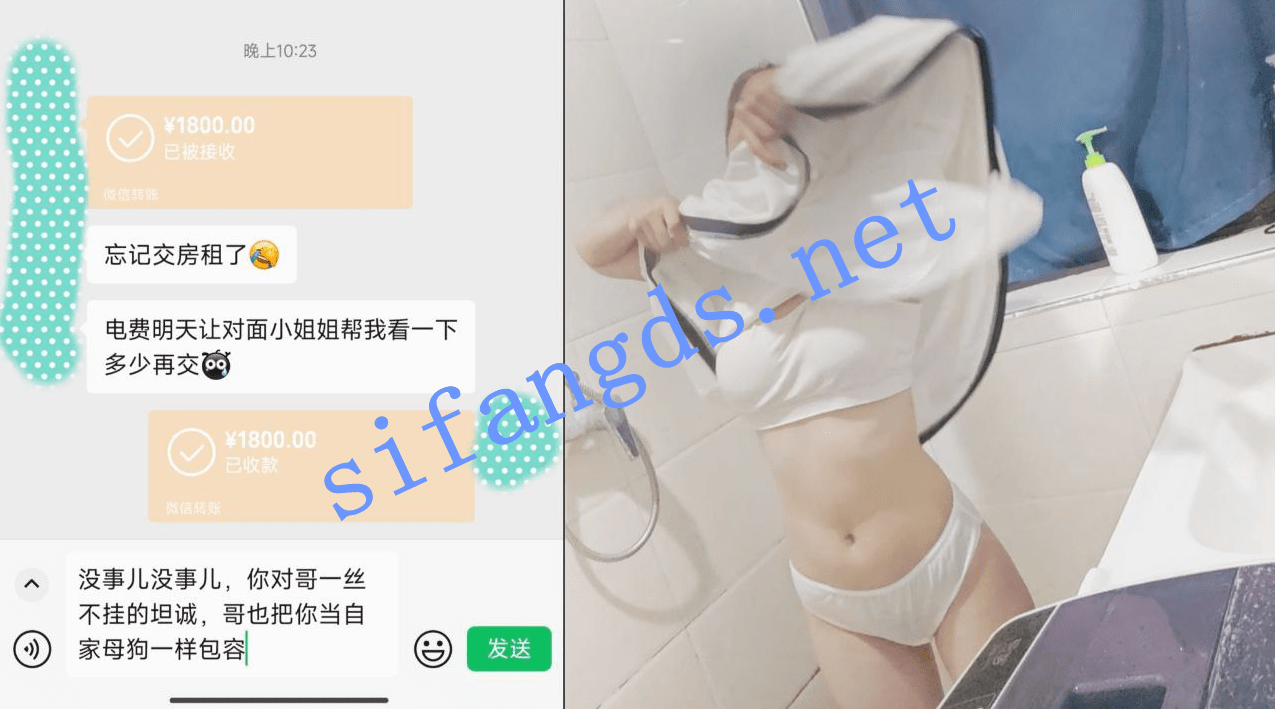 晚上10:23
¥1800.00
已被接收
微信转账
忘记交房租了
电费明天让对面小姐姐帮我看一下
多少再交
¥1800.00
已收款
微信转账
没事儿没事儿，你对哥一丝
不挂的坦诚，哥也把你当自
家母狗一样包容
发送
sifangds.net